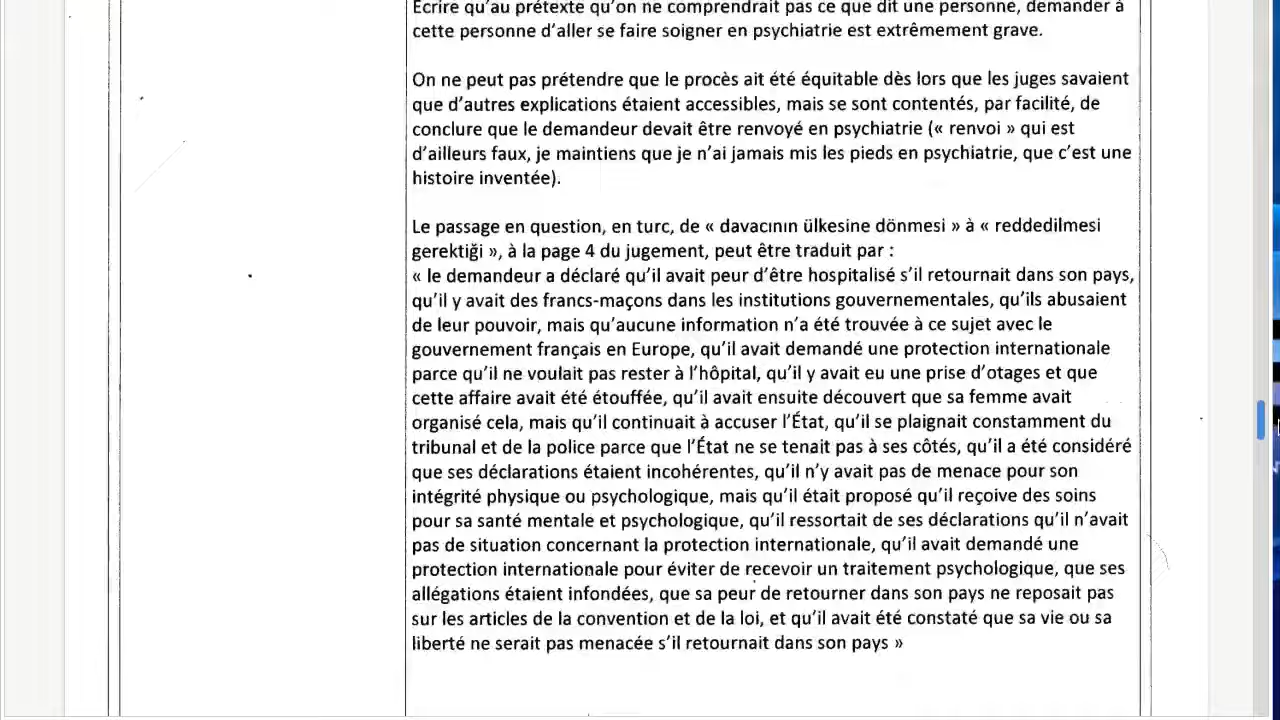 Ecrire qu'au prétexte qu'on ne comprendrait pas ce que dit une personne, demander à
cette personne d'aller se faire soigner en psychiatrie est extrêmement grave.
On ne peut pas prétendre que le procès ait été équitable dès lors que les juges savaient
que d'autres explications étaient accessibles, mais se sont contentés, par facilité, de
conclure que le demandeur devait être renvoyé en psychiatrie (« renvoi » qui est
d'ailleurs faux, je maintiens que je n'ai jamais mis les pieds en psychiatrie, que c'est une
histoire inventée).
Le passage en question, en turc, de « davacının ülkesine dönmesi » à « reddedilmesi
gerektiği », à la page 4 du jugement, peut être traduit par :
« le demandeur a déclaré qu'il avait peur d'être hospitalisé s'il retournait dans son pays,
qu'il y avait des francs-maçons dans les institutions gouvernementales, qu'ils abusaient
de leur pouvoir, mais qu'aucune information n'a été trouvée à ce sujet avec le
gouvernement français en Europe, qu'il avait demandé une protection internationale
parce qu'il ne voulait pas rester à l'hôpital, qu'il y avait eu une prise d'otages et que
cette affaire avait été étouffée, qu'il avait ensuite découvert que sa femme avait
organisé cela, mais qu'il continuait à accuser l'État, qu'il se plaignait constamment du
tribunal et de la police parce que l'État ne se tenait pas à ses côtés, qu'il a été considéré
que ses déclarations étaient incohérentes, qu'il n'y avait pas de menace pour son
intégrité physique ou psychologique, mais qu'il était proposé qu'il reçoive des soins
pour sa santé mentale et psychologique, qu'il ressortait de ses déclarations qu'il n'avait
pas de situation concernant la protection internationale, qu'il avait demandé une
protection internationale pour éviter de recevoir un traitement psychologique, que ses
allégations étaient infondées, que sa peur de retourner dans son pays ne reposait pas
sur les articles de la convention et de la loi, et qu'il avait été constaté que sa vie ou sa
liberté ne serait pas menacée s'il retournait dans son pays »